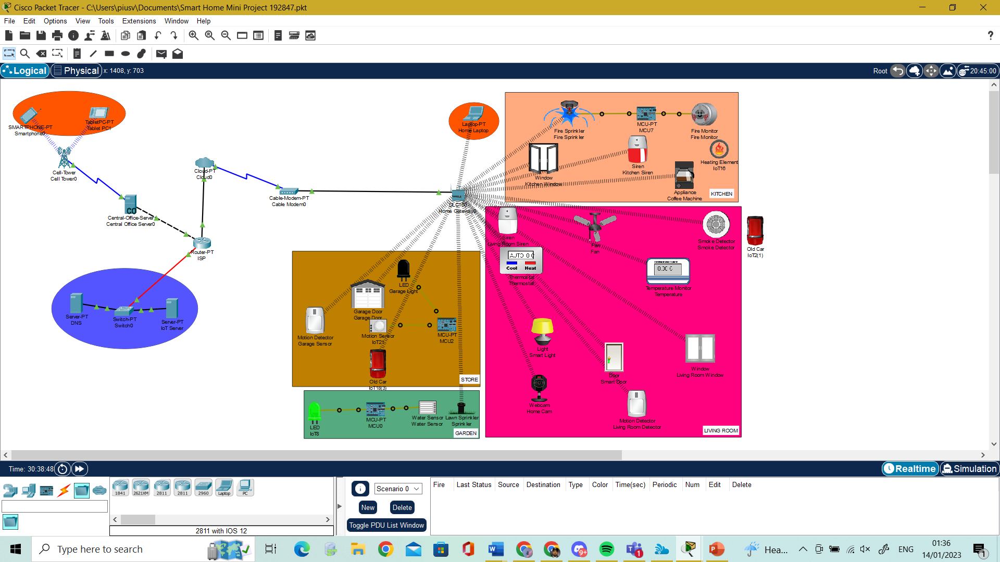 Cisco Packet Tracer - C:\Users\piusv\Documents\Smart Home Mini Project 192847.pkt
File Edit Options View Tools Extensions Window Help
Logical Physical x: 1408, y: 703 Root 20:45:00
SMARTPHONE-PT
Smartphone0
TabletPC-PT
Tablet PC1
Cell-Tower
Cell Tower0
Central-Office-Server
Central Office Server0
Cloud-PT
Cloud0
Cable-Modem-PT
Cable Modem0
Router-PT
ISP
Server-PT
DNS
Switch-PT
Switch0
Server-PT
IoT Server
Laptop-PT
Home Laptop
DLC100
Home Gateway0
Fire Sprinkler
Fire Sprinkler
MCU-PT
MCU7
Fire Monitor
Fire Monitor
Window
Kitchen Window
Siren
Kitchen Siren
Heating Element
IoT16
Appliance
Coffee Machine
KITCHEN
Siren
Living Room Siren
Fan
Fan
Smoke Detector
Smoke Detector
Old Car
IoT2(1)
AUTO 0 C
Cool Heat
Thermostat
Thermostat
TEMPERATURE
0.00 C
Temperature Monitor
Temperature
Light
Smart Light
Door
Smart Door
Window
Living Room Window
Webcam
Home Cam
Motion Detector
Living Room Detector
LIVING ROOM
LED
Garage Light
Garage Door
Garage Door
Motion Detector
Garage Sensor
Motion Sensor
IoT21
MCU-PT
MCU2
Old Car
IoT18(3)
STORE
LED
IoT8
MCU-PT
MCU0
Water Sensor
Water Sensor
Lawn Sprinkler
Sprinkler
GARDEN
Time: 30:38:48 Realtime Simulation
1841 2621XM 2811 2811 2960 Laptop PC
2811 with IOS 12
Scenario 0
New Delete
Toggle PDU List Window
Fire Last Status Source Destination Type Color Time(sec) Periodic Num Edit Delete
Type here to search
9+
1
Hea...
ENG
01:36
14/01/2023
1